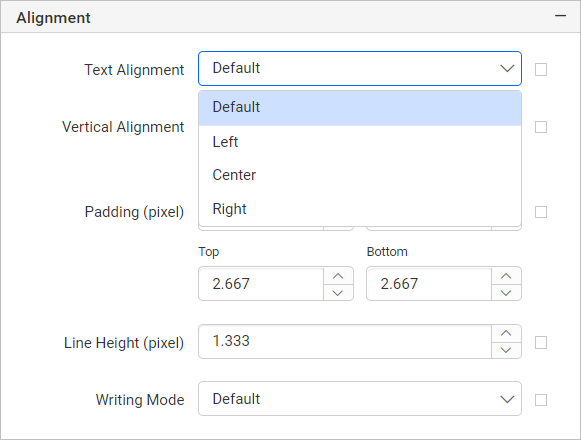 Alignment
Text Alignment Default
Default
Vertical Alignment
Left
Center
Padding (pixel)
Right
Top Bottom
2.667 2.667
Line Height (pixel) 1.333
Writing Mode Default